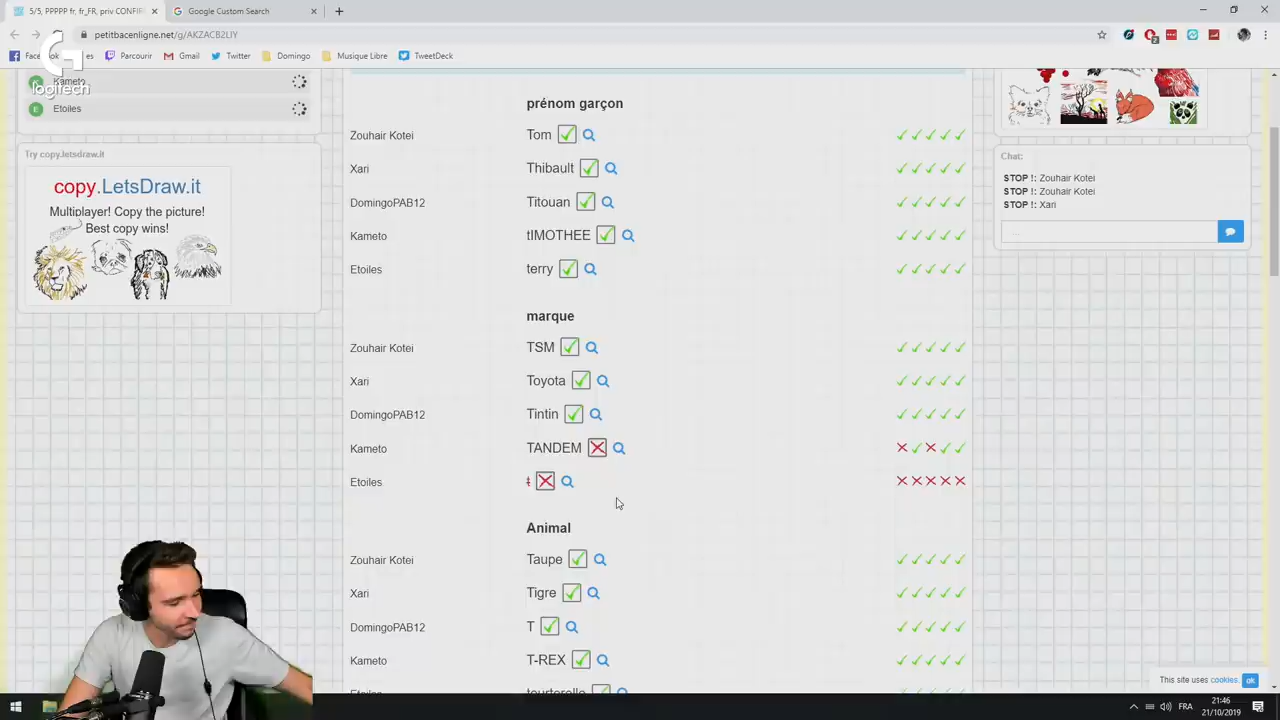 5/5, PPPPP fr, fr_FR, priv CONFIR
Google Custom Search
petitbacenligne.net/g/AKZACB2LIY
Parcourir
Gmail
Twitter
Domingo
Musique Libre
TweetDeck
logitech
Kameto
Etoiles
Try copy.letsdraw.it
copy.LetsDraw.it
Multiplayer! Copy the picture!
Best copy wins!
prénom garçon
Zouhair Kotei Tom
Xari Thibault
DomingoPAB12 Titouan
Kameto tIMOTHEE
Etoiles terry
marque
Zouhair Kotei TSM
Xari Toyota
DomingoPAB12 Tintin
Kameto TANDEM
Etoiles t
Animal
Zouhair Kotei Taupe
Xari Tigre
DomingoPAB12 T
Kameto T-REX
Etoiles tourterelle
Chat:
STOP !: Zouhair Kotei
STOP !: Zouhair Kotei
STOP !: Xari
This site uses cookies. ok
FRA
21:46
21/10/2019